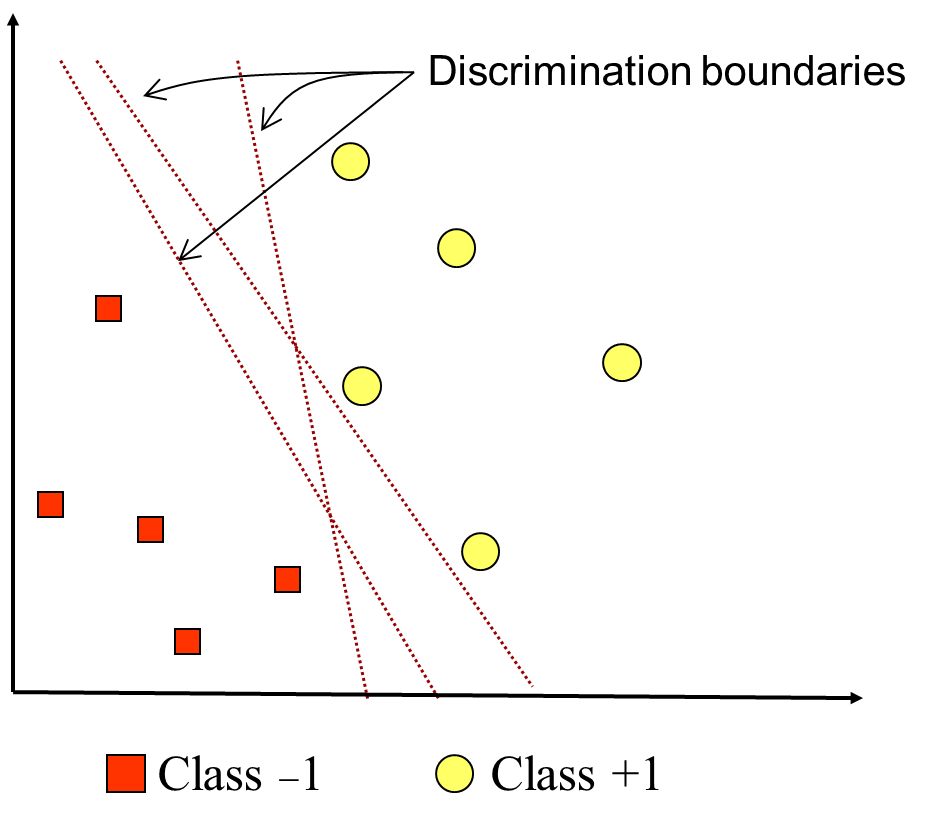 Discrimination boundaries
Class –1
Class +1